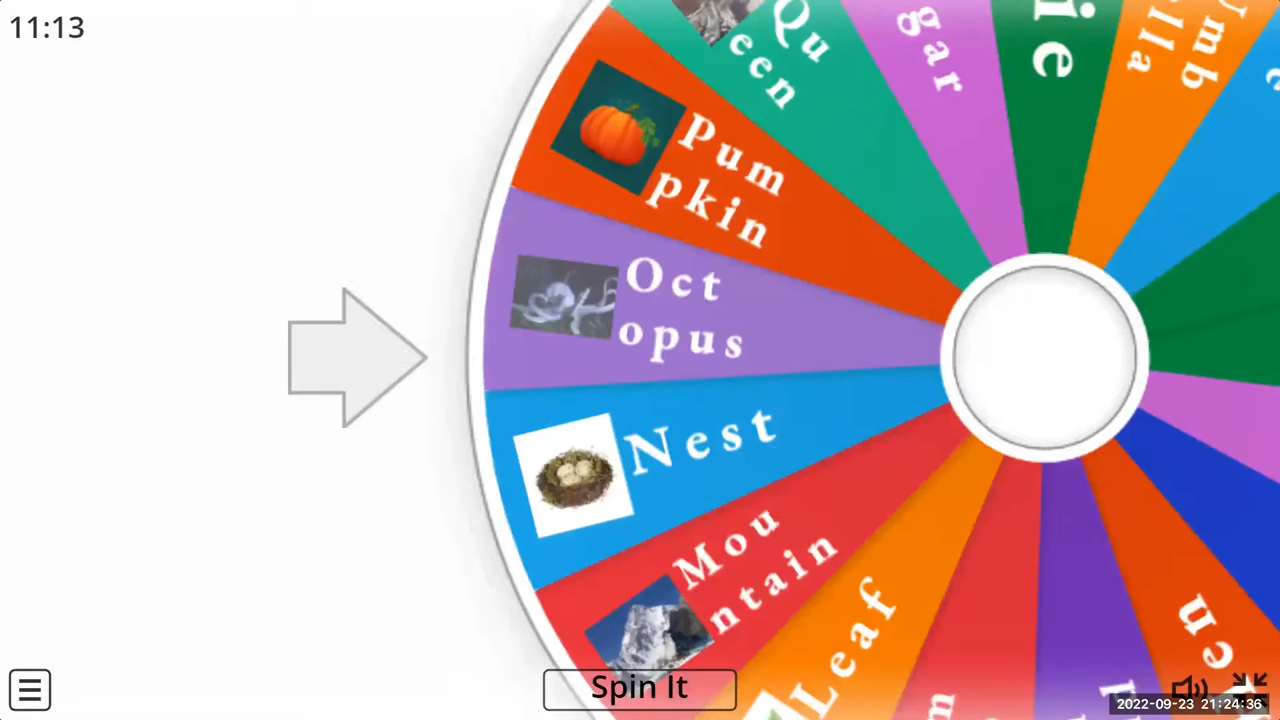 11:13
Qu
een
gar
ie
Umb
lla
Pum
pkin
Oct
opus
Nest
Mou
ntain
Leaf
Spin It
2022-09-23 21:24:36